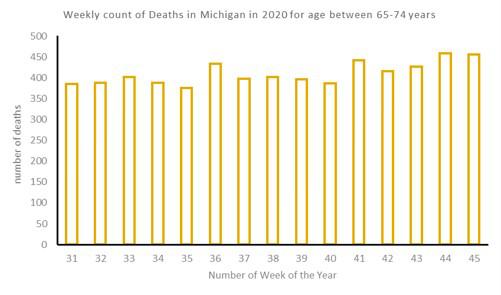 Weekly count of Deaths in Michigan in 2020 for age between 65-74 years
500
450
400
350
300
250
200
150
100
50
0
number of deaths
31 32 33 34 35 36 37 38 39 40 41 42 43 44 45
Number of Week of the Year